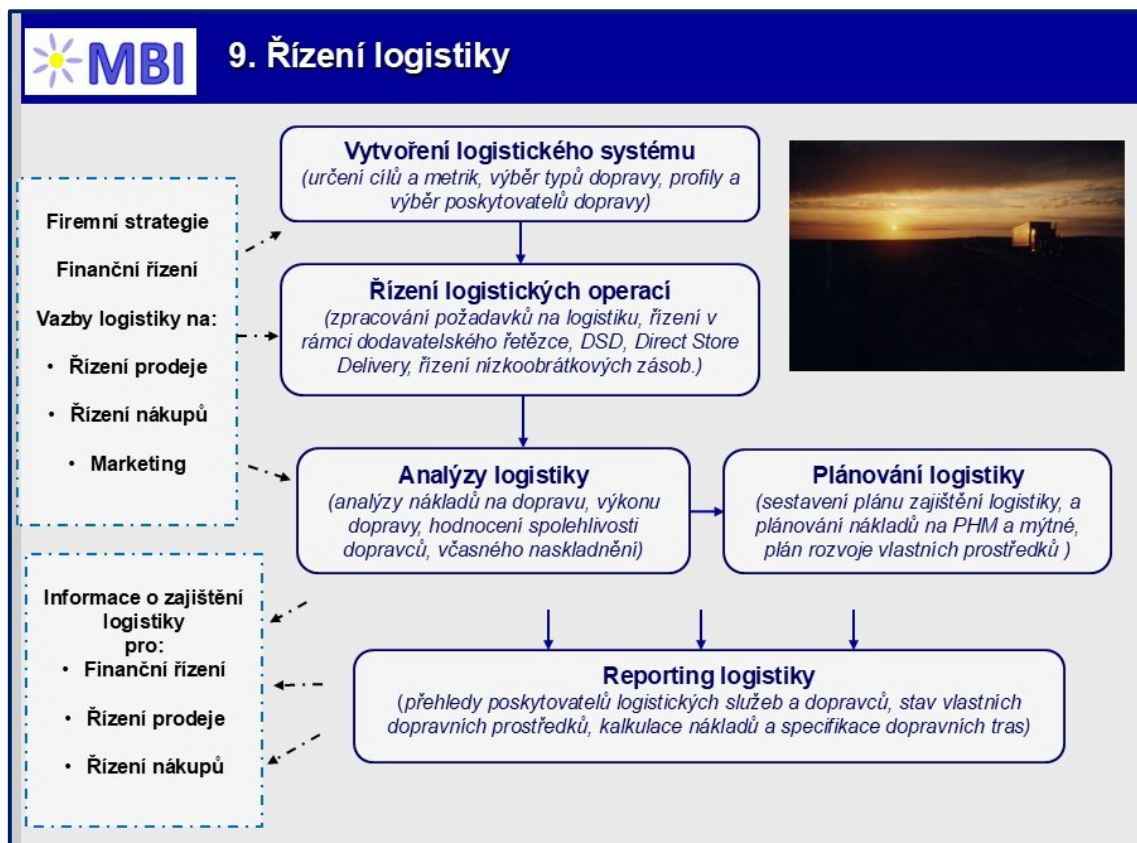 MBI
9. Řízení logistiky
Vytvoření logistického systému
(určení cílů a metrik, výběr typů dopravy, profily a
výběr poskytovatelů dopravy)
Firemní strategie
Finanční řízení
Vazby logistiky na:
• Řízení prodeje
• Řízení nákupů
• Marketing
Řízení logistických operací
(zpracování požadavků na logistiku, řízení v
rámci dodavatelského řetězce, DSD, Direct Store
Delivery, řízení nízkoobrátkových zásob.)
Analýzy logistiky
(analýzy nákladů na dopravu, výkonu
dopravy, hodnocení spolehlivosti
dopravců, včasného naskladnění)
Plánování logistiky
(sestavení plánu zajištění logistiky, a
plánování nákladů na PHM a mýtné,
plán rozvoje vlastních prostředků )
Informace o zajištění
logistiky
pro:
• Finanční řízení
• Řízení prodeje
• Řízení nákupů
Reporting logistiky
(přehledy poskytovatelů logistických služeb a dopravců, stav vlastních
dopravních prostředků, kalkulace nákladů a specifikace dopravních tras)